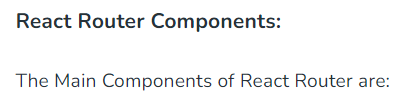 React Router Components:
The Main Components of React Router are: